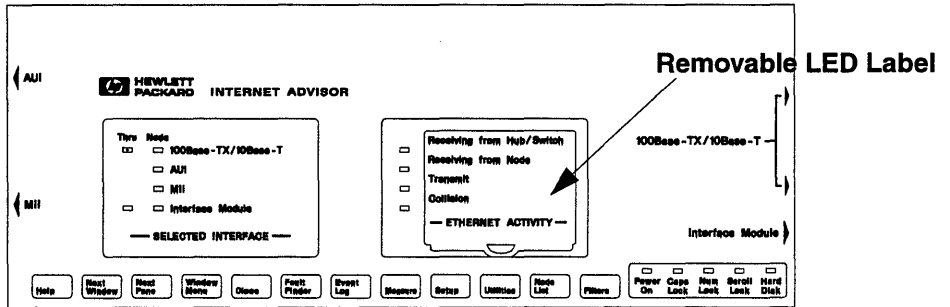 Removable LED Label
AUI
hp HEWLETT PACKARD
INTERNET ADVISOR
Thru Node
100Base-TX/10Base-T
AUI
MII
Interface Module
SELECTED INTERFACE
Receiving from Hub/Switch
Receiving from Node
Transmit
Collision
ETHERNET ACTIVITY
100Base-TX/10Base-T
MII
Interface Module
Help
Next Window
Next Pane
Window Menu
Close
Fault Finder
Event Log
Measure
Setup
Utilities
Node List
Filters
Power On
Caps Lock
Num Lock
Scroll Lock
Hard Disk